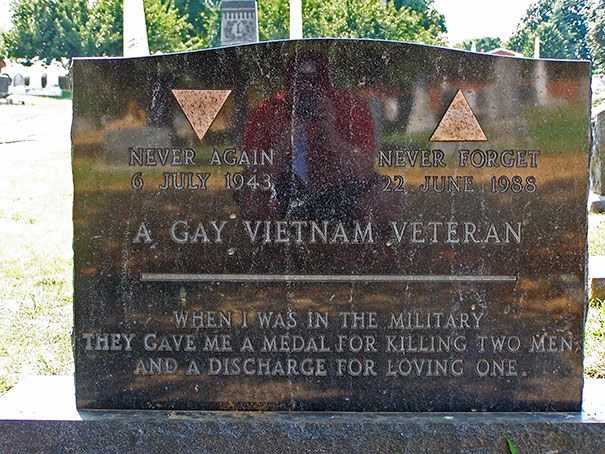 NEVER AGAIN
6 JULY 1943
NEVER FORGET
22 JUNE 1988
A GAY VIETNAM VETERAN
WHEN I WAS IN THE MILITARY
THEY GAVE ME A MEDAL FOR KILLING TWO MEN
AND A DISCHARGE FOR LOVING ONE.